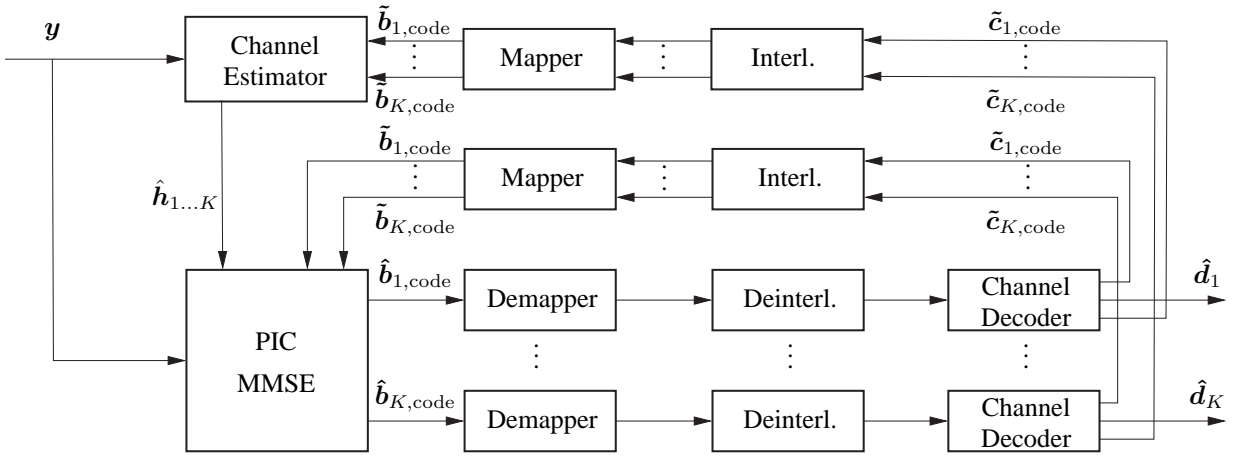 y
Channel
Estimator
b̃1,code
⋮
b̃K,code
Mapper
⋮
Interl.
c̃1,code
⋮
c̃K,code
ĥ1...K
b̃1,code
⋮
b̃K,code
Mapper
⋮
Interl.
c̃1,code
⋮
c̃K,code
PIC
MMSE
b̂1,code
Demapper
Deinterl.
Channel
Decoder
d̂1
⋮ ⋮ ⋮
b̂K,code
Demapper
Deinterl.
Channel
Decoder
d̂K